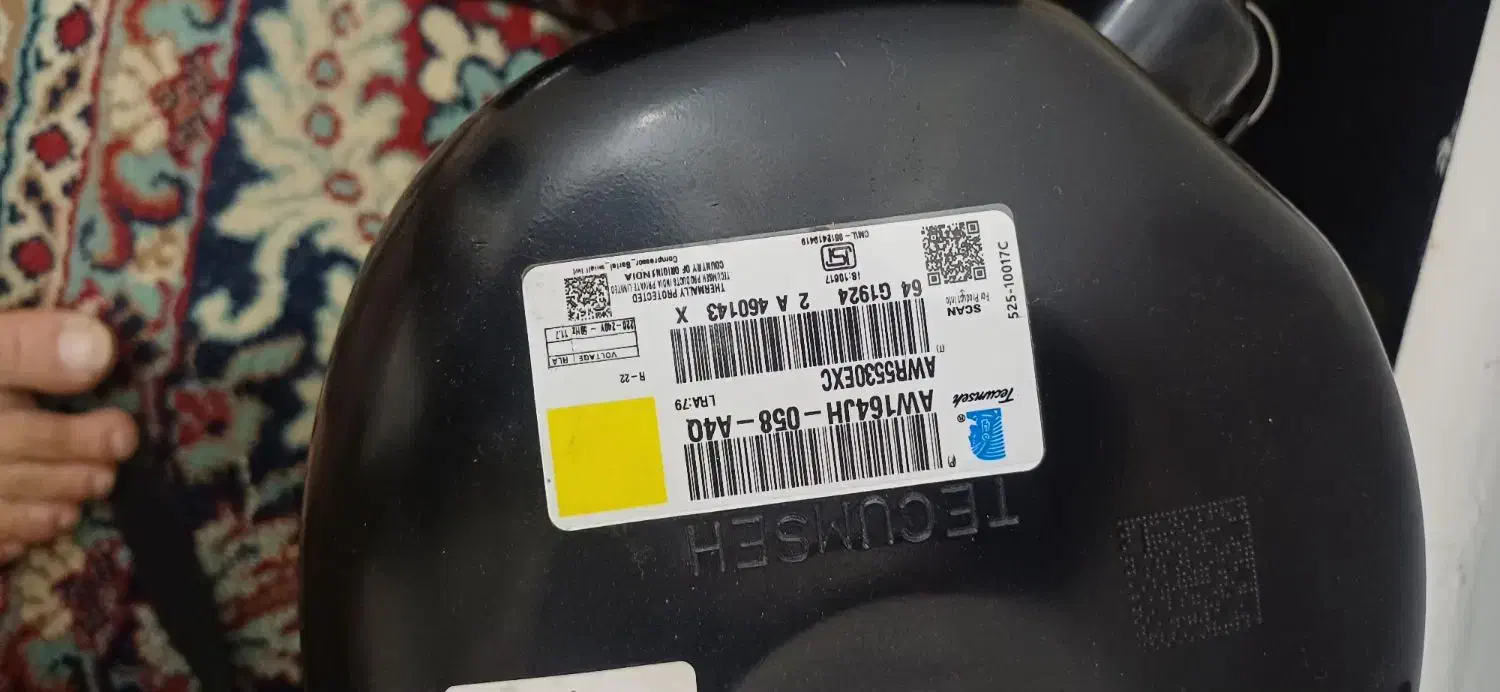 Tecumseh®
AW164JH-058-A4Q
LRA:79
AWR5530EXC
R-22
VOLTAGE RLA
220-240V ~ 50Hz 11.7
64 G1924 2 A 460143 X
SCAN
For Product Info
525-10017C
IS:10617
THERMALLY PROTECTED
TECUMSEH PRODUCTS INDIA PRIVATE LIMITED
COUNTRY OF ORIGIN:INDIA
TECUMSEH